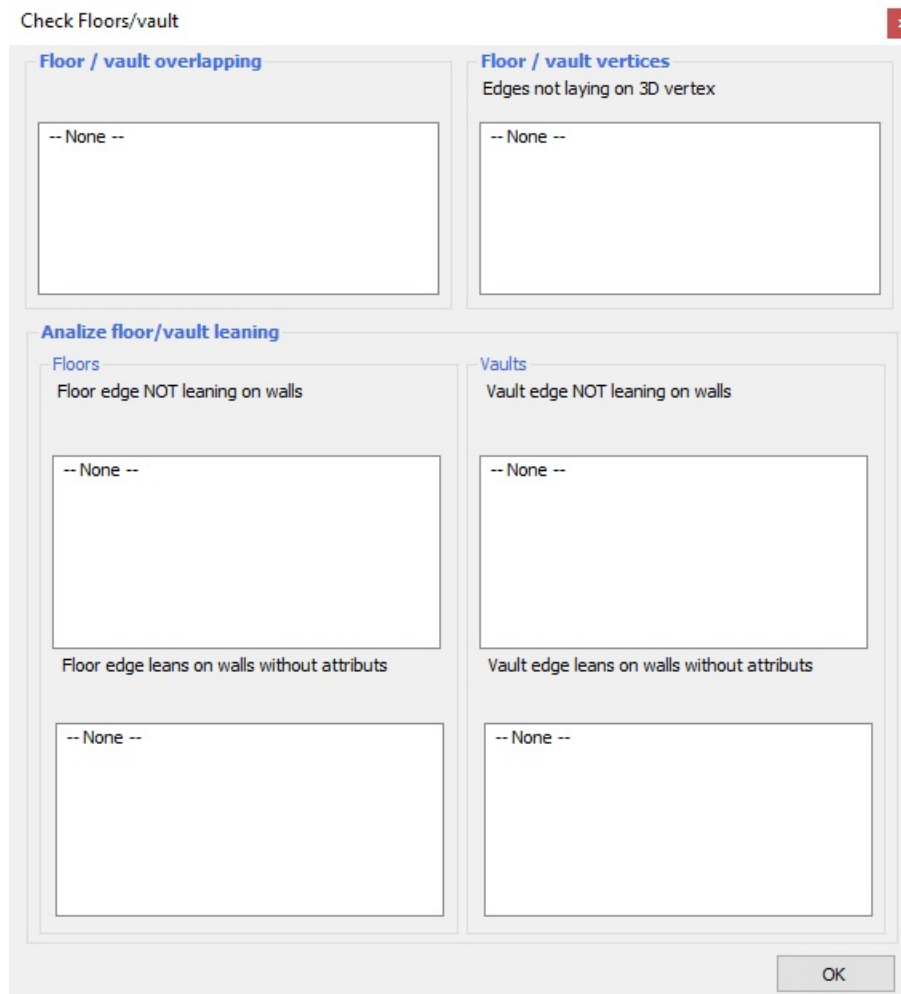 Check Floors/vault
Floor / vault overlapping
-- None --
Floor / vault vertices
Edges not laying on 3D vertex
-- None --
Analize floor/vault leaning
Floors
Floor edge NOT leaning on walls
-- None --
Floor edge leans on walls without attributs
-- None --
Vaults
Vault edge NOT leaning on walls
-- None --
Vault edge leans on walls without attributs
-- None --
OK